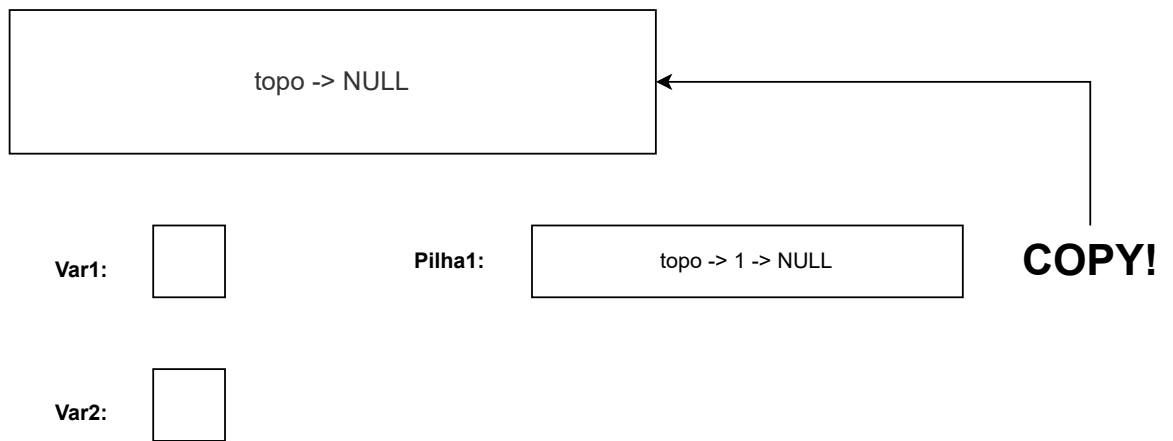 topo -> NULL
Var1:
Pilha1:
topo -> 1 -> NULL
COPY!
Var2: